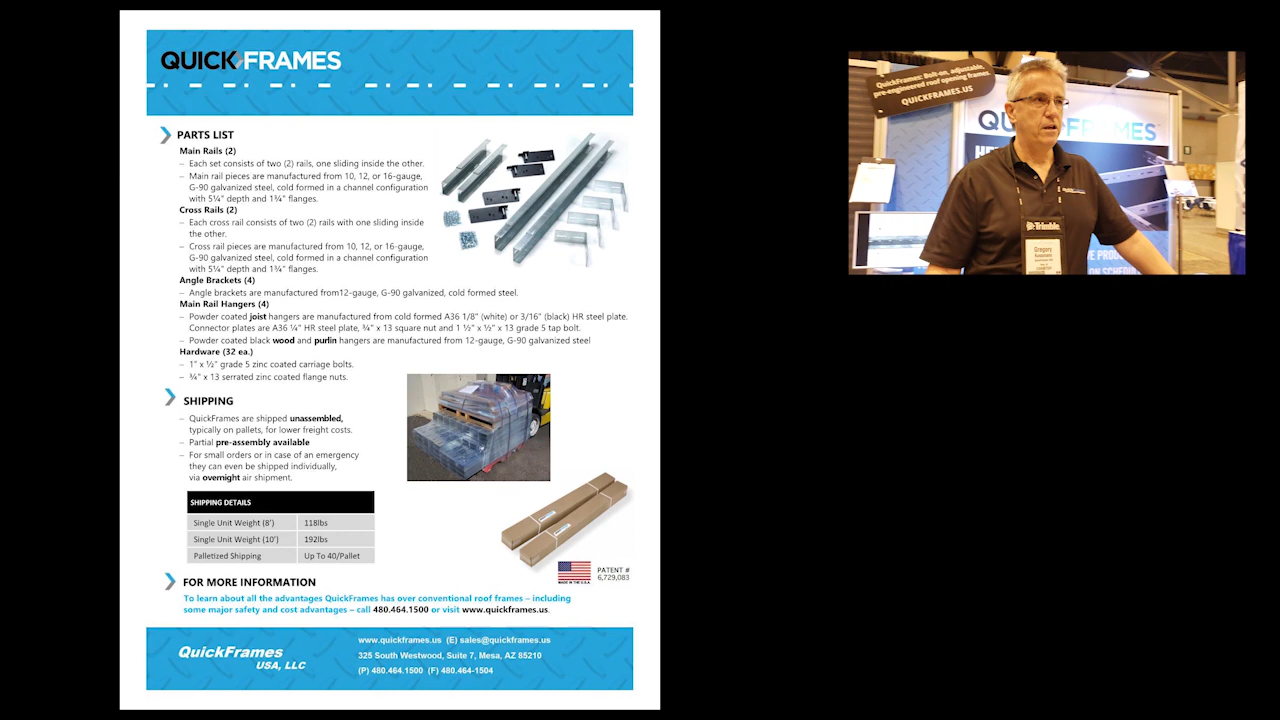 QUICK FRAMES
PARTS LIST
Main Rails (2)
– Each set consists of two (2) rails, one sliding inside the other.
– Main rail pieces are manufactured from 10, 12, or 16-gauge,
G-90 galvanized steel, cold formed in a channel configuration
with 5¼" depth and 1¾" flanges.
Cross Rails (2)
– Each cross rail consists of two (2) rails with one sliding inside
the other.
– Cross rail pieces are manufactured from 10, 12, or 16-gauge,
G-90 galvanized steel, cold formed in a channel configuration
with 5¼" depth and 1¾" flanges.
Angle Brackets (4)
– Angle brackets are manufactured from12-gauge, G-90 galvanized, cold formed steel.
Main Rail Hangers (4)
– Powder coated joist hangers are manufactured from cold formed A36 1/8" (white) or 3/16" (black) HR steel plate.
Connector plates are A36 ¼" HR steel plate, ¾" x 13 square nut and 1 ½" x ½" x 13 grade 5 tap bolt.
– Powder coated black wood and purlin hangers are manufactured from 12-gauge, G-90 galvanized steel
Hardware (32 ea.)
– 1" x ½" grade 5 zinc coated carriage bolts.
– ¾" x 13 serrated zinc coated flange nuts.
SHIPPING
– QuickFrames are shipped unassembled,
typically on pallets, for lower freight costs.
– Partial pre-assembly available
– For small orders or in case of an emergency
they can even be shipped individually,
via overnight air shipment.
SHIPPING DETAILS
Single Unit Weight (8') 118lbs
Single Unit Weight (10') 192lbs
Palletized Shipping Up To 40/Pallet
MADE IN THE U.S.A.
PATENT #
6,729,083
FOR MORE INFORMATION
To learn about all the advantages QuickFrames has over conventional roof frames – including
some major safety and cost advantages – call 480.464.1500 or visit www.quickframes.us.
QuickFrames
USA, LLC
www.quickframes.us (E) sales@quickframes.us
325 South Westwood, Suite 7, Mesa, AZ 85210
(P) 480.464.1500 (F) 480.464-1504
QuickFrames: Bolt-on, adjustable,
pre-engineered roof opening frames.
QUICKFRAMES.US
QU FRAMES
Trimble
Gregory